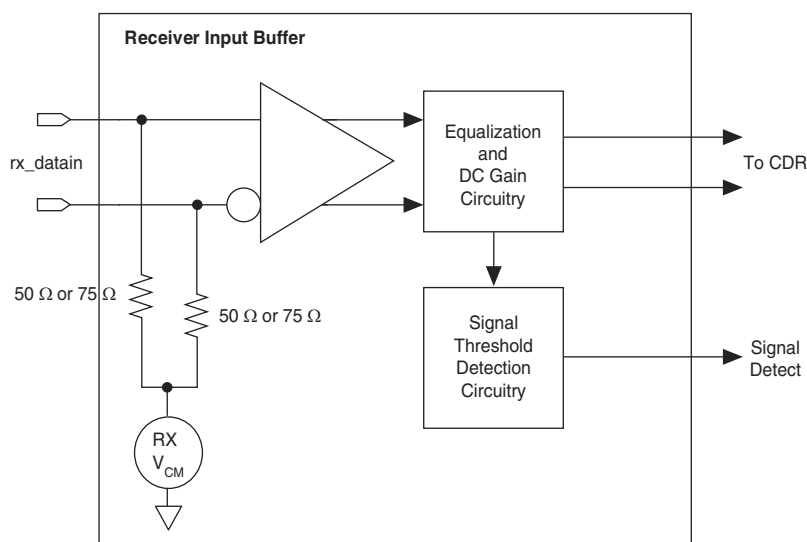 Receiver Input Buffer
rx_datain
Equalization
and
DC Gain
Circuitry
To CDR
50 Ω or 75 Ω
50 Ω or 75 Ω
Signal
Threshold
Detection
Circuitry
Signal
Detect
RX
V_CM